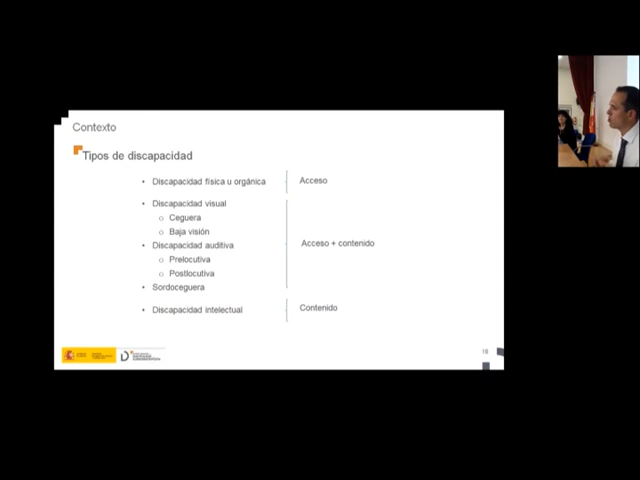 Contexto
Tipos de discapacidad
• Discapacidad física u orgánica
Acceso
• Discapacidad visual
o Ceguera
o Baja visión
• Discapacidad auditiva
Acceso + contenido
o Prelocutiva
o Postlocutiva
• Sordoceguera
• Discapacidad intelectual
Contenido